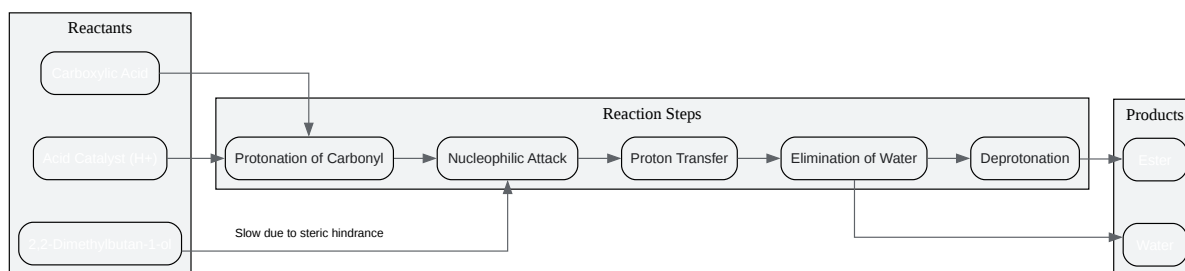 Reactants
Carboxylic Acid
Acid Catalyst (H+)
2,2-Dimethylbutan-1-ol
Slow due to steric hindrance
Reaction Steps
Protonation of Carbonyl
Nucleophilic Attack
Proton Transfer
Elimination of Water
Deprotonation
Products
Ester
Water